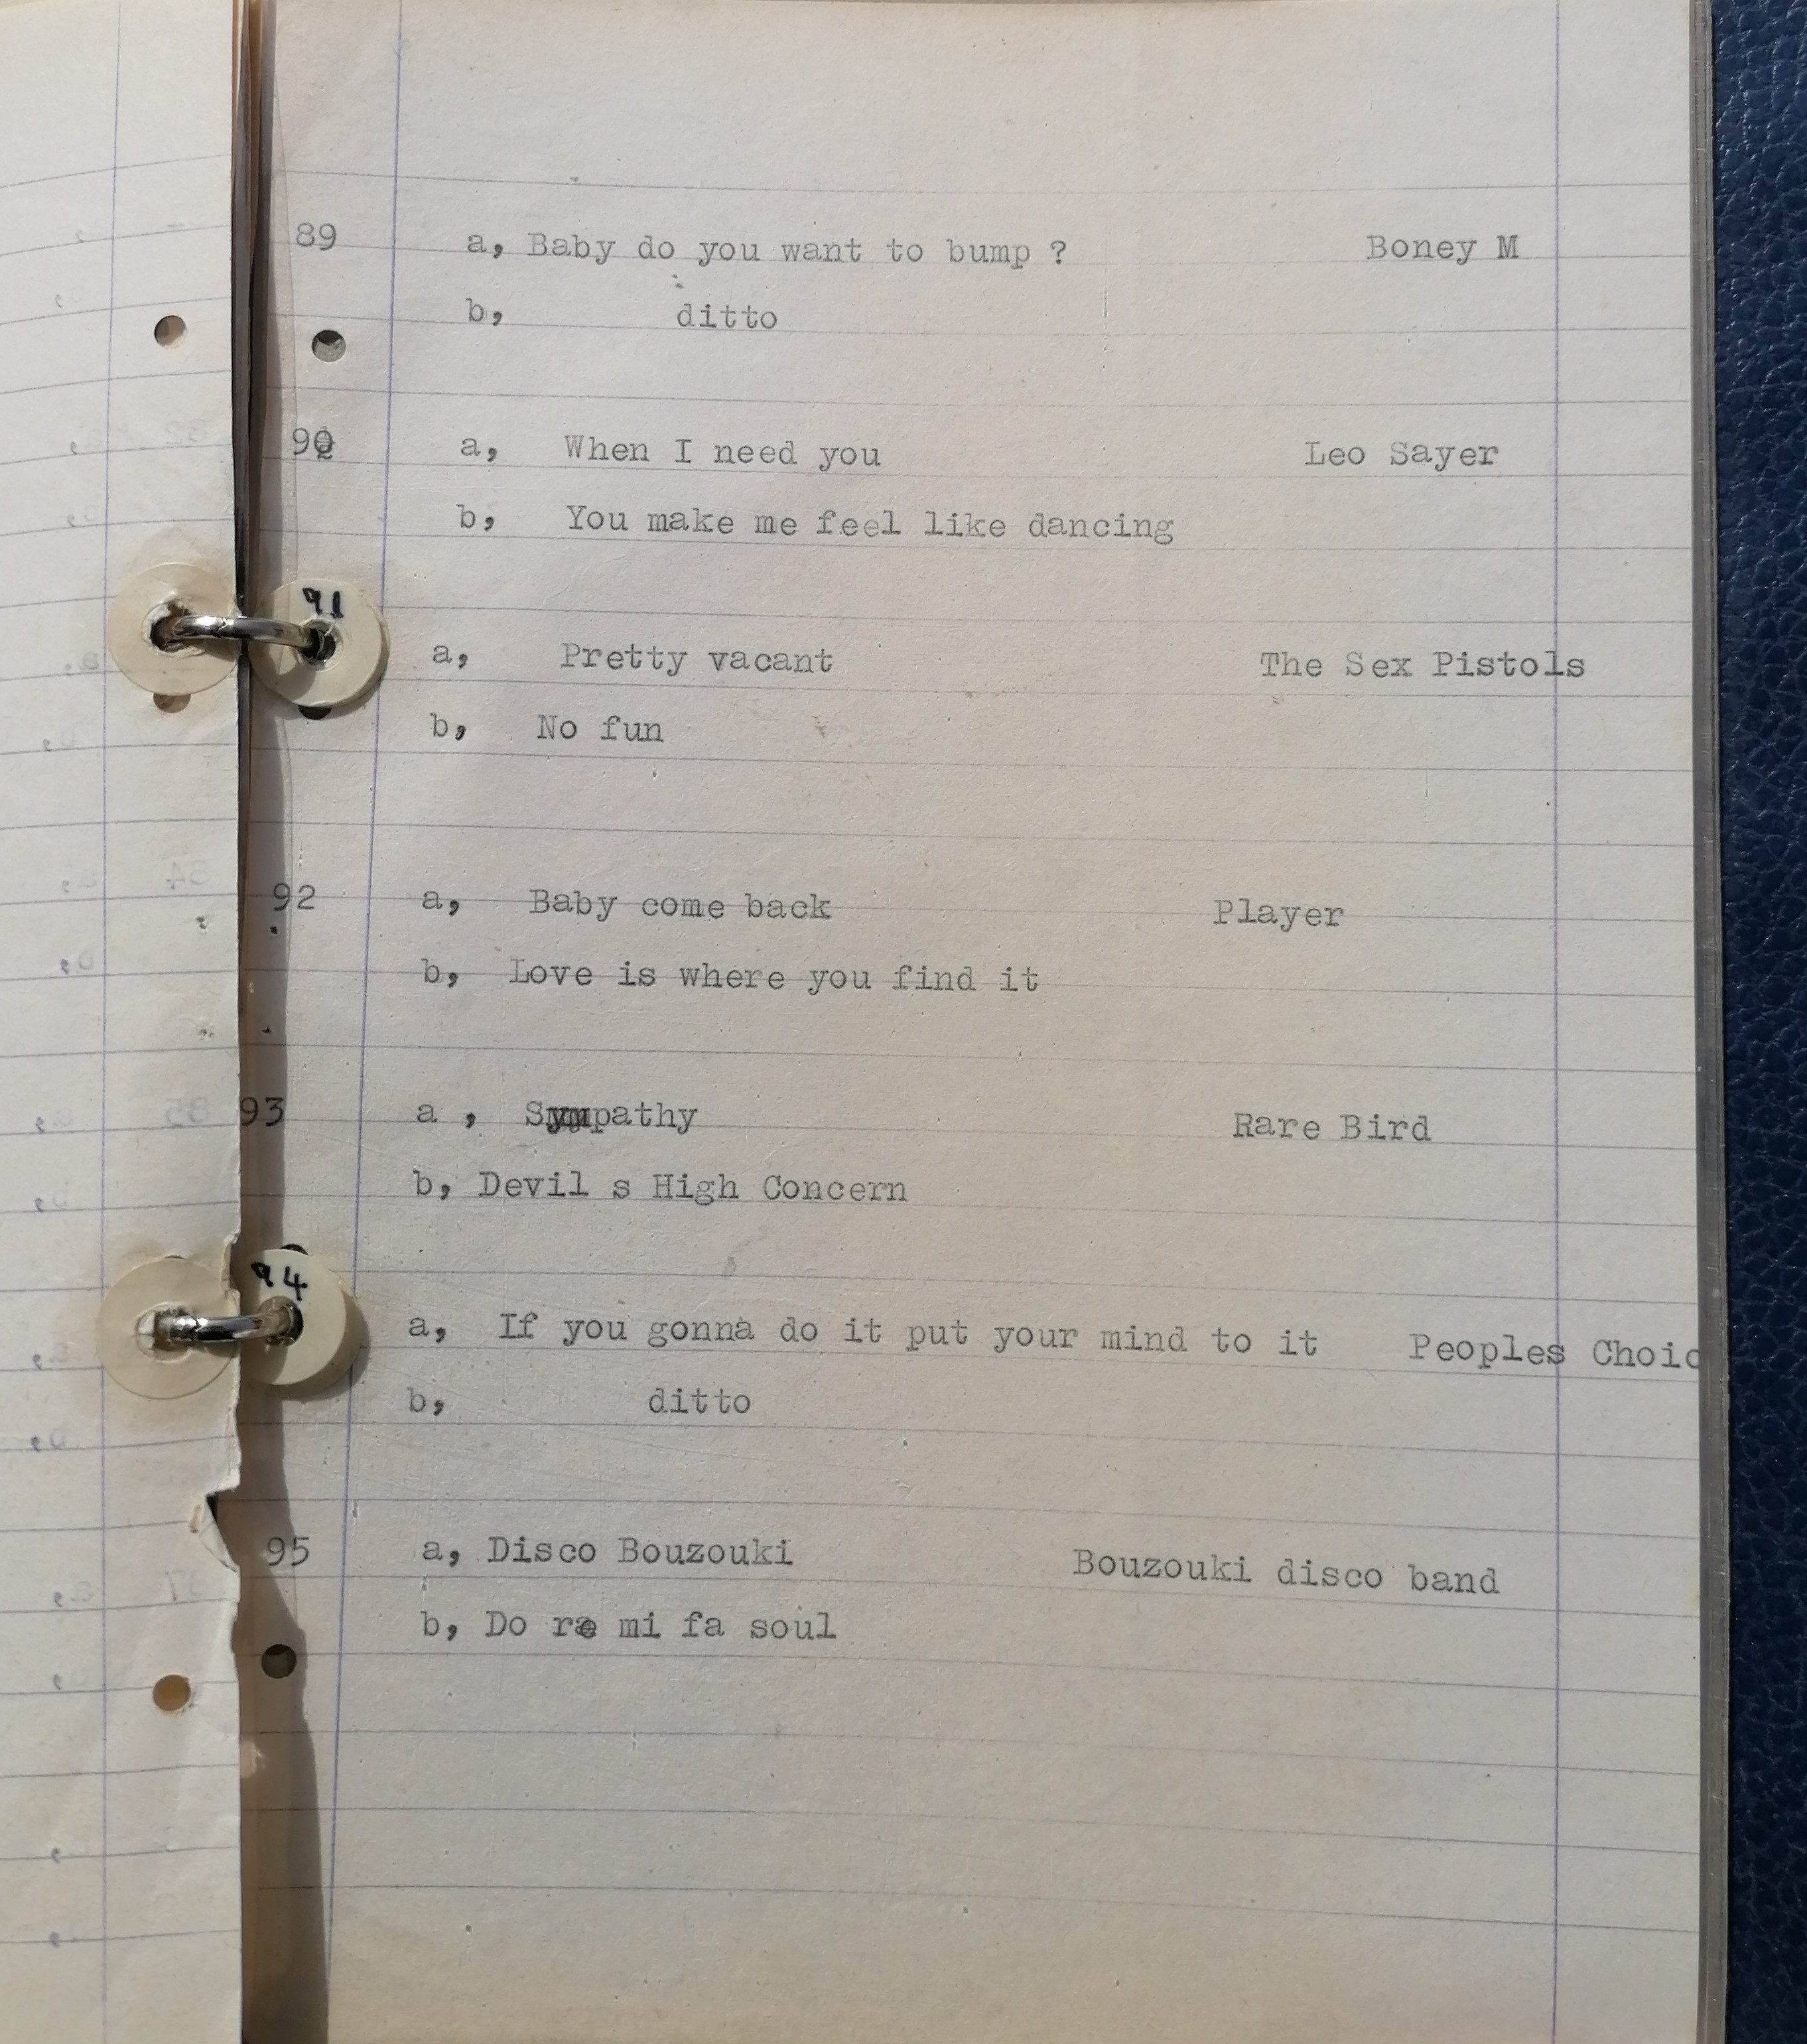 89 a, Baby do you want to bump ? Boney M
b, ditto
90 a, When I need you Leo Sayer
b, You make me feel like dancing
91
a, Pretty vacant The Sex Pistols
b, No fun
92 a, Baby come back Player
b, Love is where you find it
93 a , Sympathy Rare Bird
b, Devil s High Concern
94
a, If you gonna do it put your mind to it Peoples Choic
b, ditto
95 a, Disco Bouzouki Bouzouki disco band
b, Do re mi fa soul